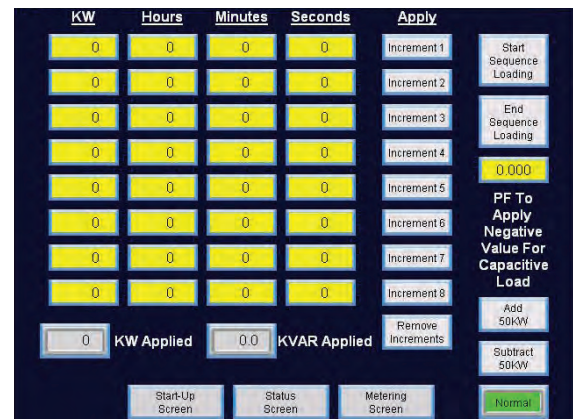 KW Hours Minutes Seconds Apply
0 0 0 0 Increment 1
0 0 0 0 Increment 2
0 0 0 0 Increment 3
0 0 0 0 Increment 4
0 0 0 0 Increment 5
0 0 0 0 Increment 6
0 0 0 0 Increment 7
0 0 0 0 Increment 8
0 KW Applied 0.0 KVAR Applied
Remove
Increments
Start
Sequence
Loading
End
Sequence
Loading
0.000
PF To
Apply
Negative
Value For
Capacitive
Load
Add
50KW
Subtract
50KW
Normal
Start-Up
Screen
Status
Screen
Metering
Screen